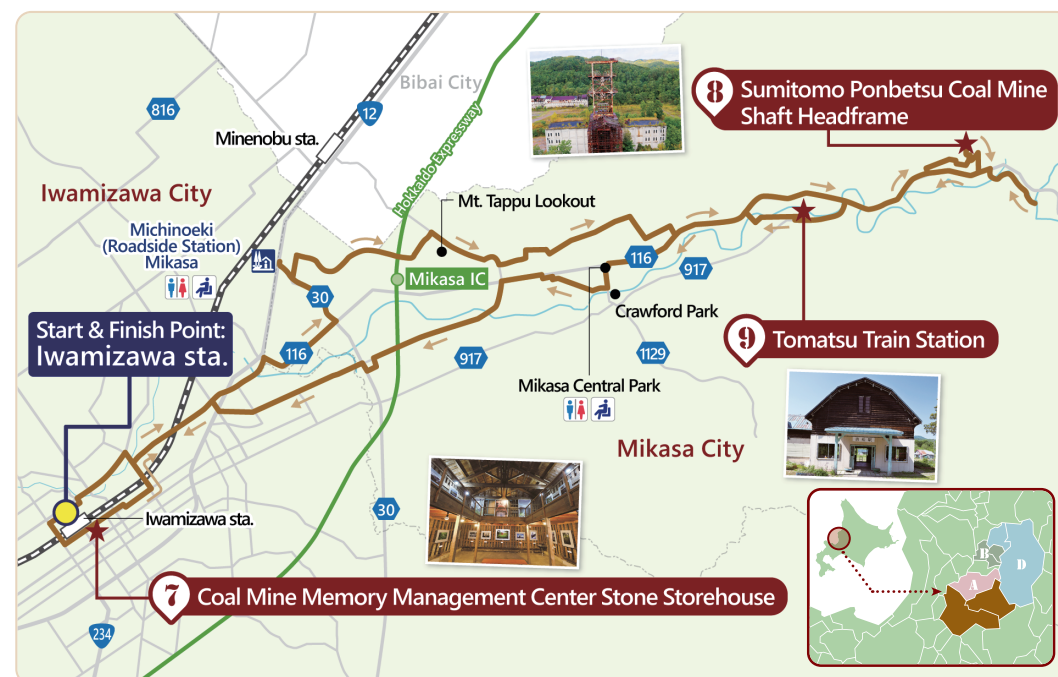 Bibai City
816
12
Minenobu sta.
Hokkaido Expressway
8
Sumitomo Ponbetsu Coal Mine
Shaft Headframe
Iwamizawa City
Mt. Tappu Lookout
Michinoeki
(Roadside Station)
Mikasa
116
917
Mikasa IC
30
Crawford Park
Start & Finish Point:
Iwamizawa sta.
9
Tomatsu Train Station
116
917
1129
Mikasa Central Park
Mikasa City
30
Iwamizawa sta.
7
Coal Mine Memory Management Center Stone Storehouse
234
B
D
A